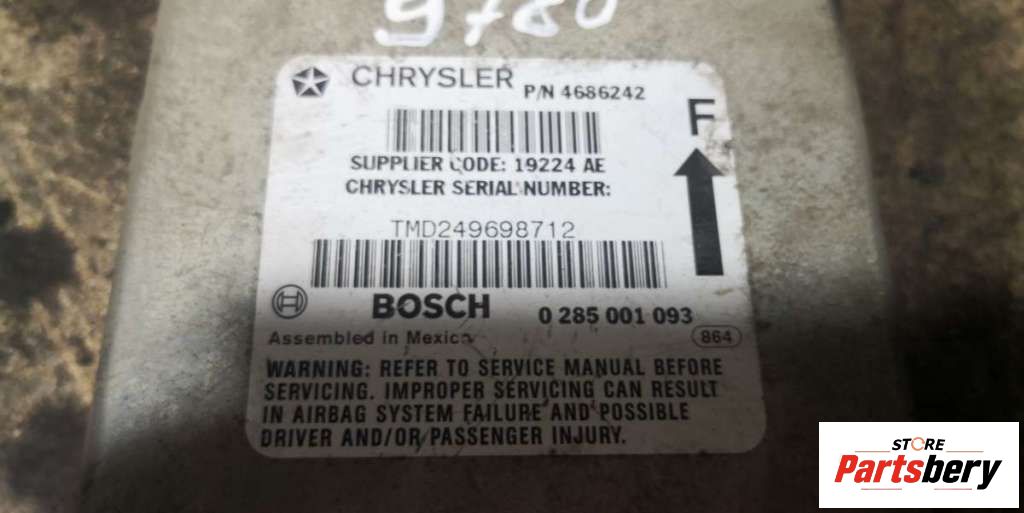 9780
CHRYSLER P/N 4686242
F
SUPPLIER CODE: 19224 AE
CHRYSLER SERIAL NUMBER:
TMD249698712
BOSCH 0 285 001 093
Assembled in Mexico 864
WARNING: REFER TO SERVICE MANUAL BEFORE
SERVICING. IMPROPER SERVICING CAN RESULT
IN AIRBAG SYSTEM FAILURE AND POSSIBLE
DRIVER AND/OR PASSENGER INJURY.
STORE
Partsbery